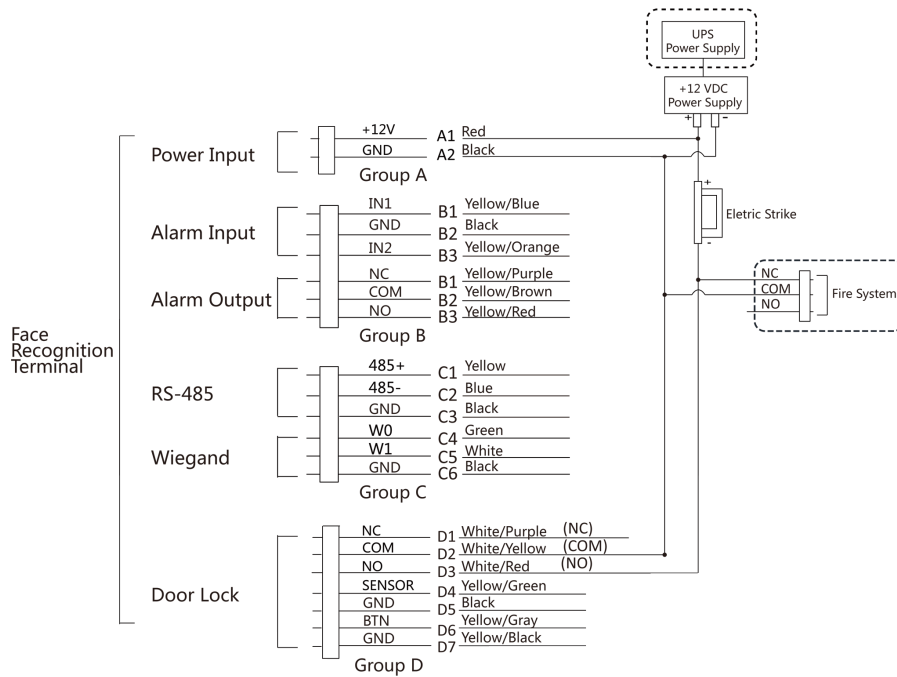 UPS
Power Supply
+12 VDC
Power Supply
+ -
Power Input
+12V A1 Red
GND A2 Black
Group A
+
Eletric Strike
-
Alarm Input
IN1 B1 Yellow/Blue
GND B2 Black
IN2 B3 Yellow/Orange
Alarm Output
NC B1 Yellow/Purple
COM B2 Yellow/Brown
NO B3 Yellow/Red
Group B
NC
COM
NO
Fire System
Face
Recognition
Terminal
RS-485
485+ C1 Yellow
485- C2 Blue
GND C3 Black
Wiegand
W0 C4 Green
W1 C5 White
GND C6 Black
Group C
Door Lock
NC D1 White/Purple (NC)
COM D2 White/Yellow (COM)
NO D3 White/Red (NO)
SENSOR D4 Yellow/Green
GND D5 Black
BTN D6 Yellow/Gray
GND D7 Yellow/Black
Group D